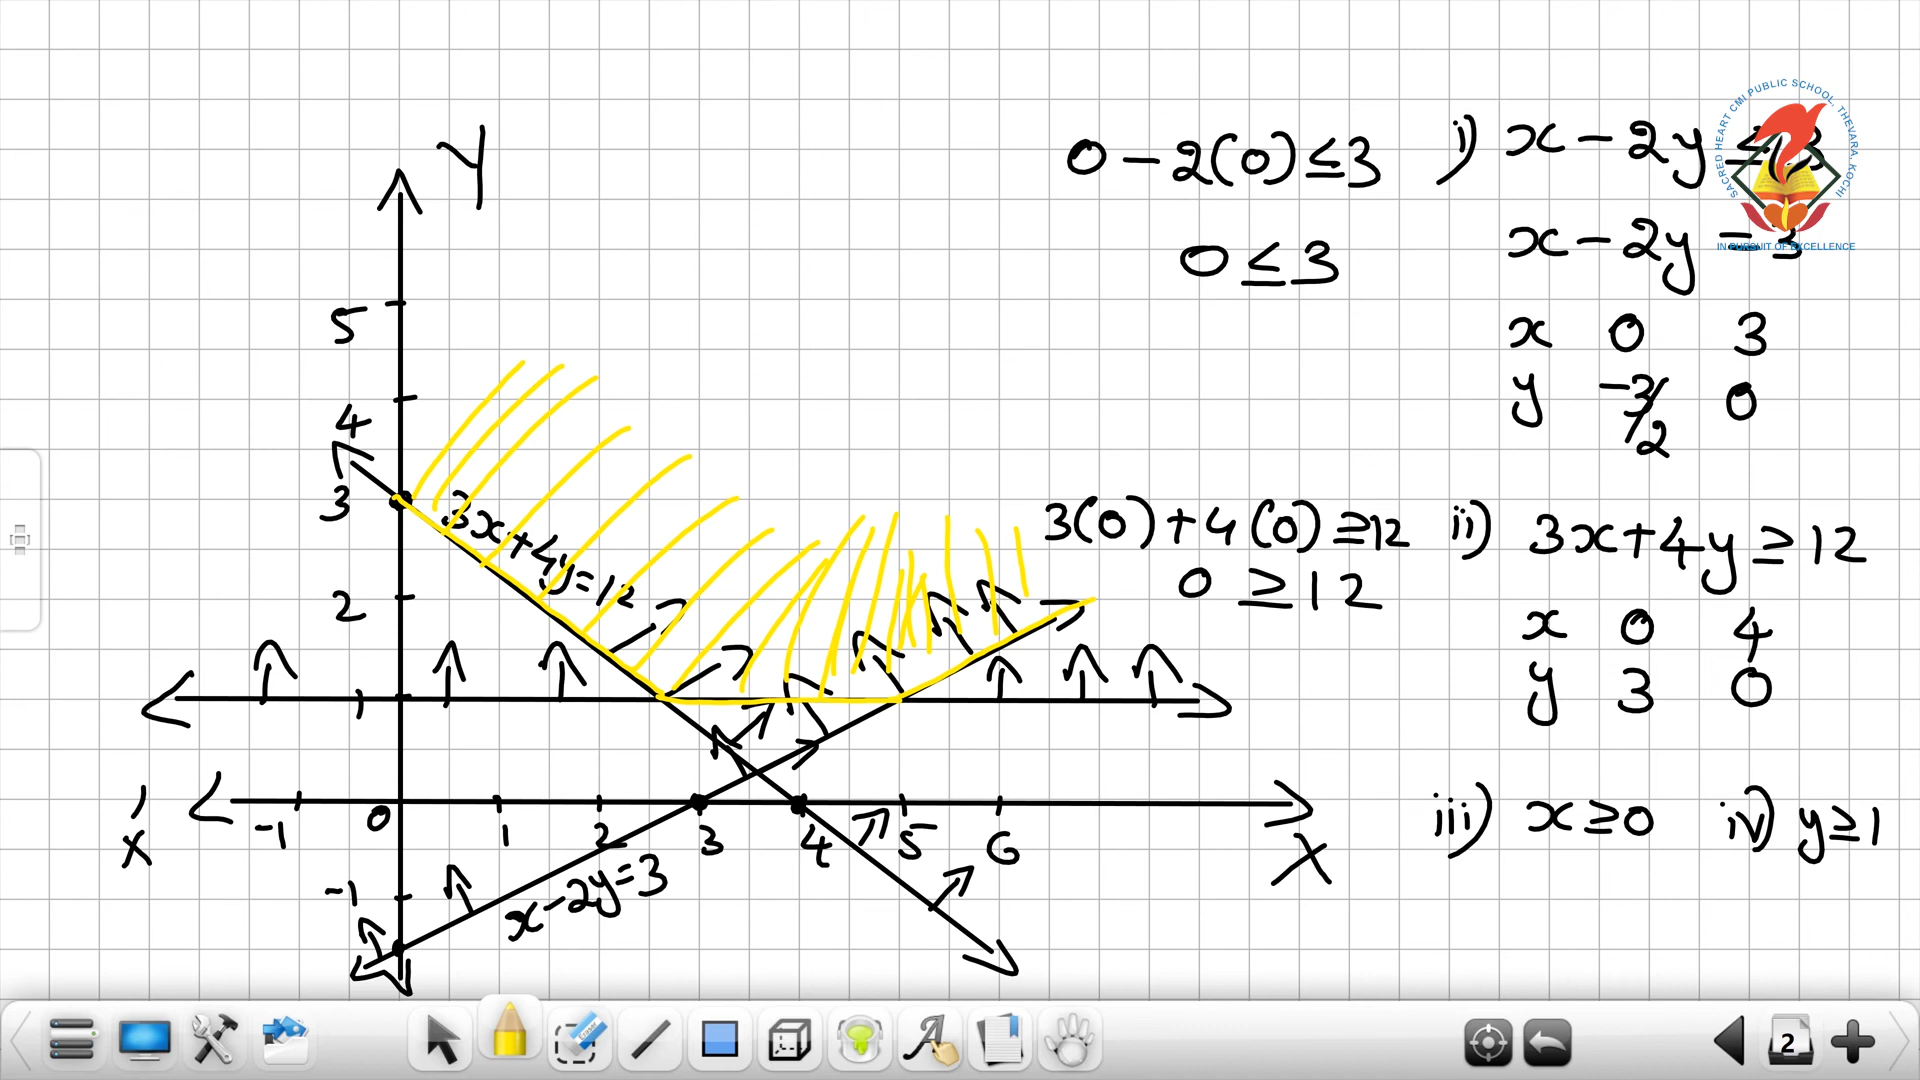 Y
5
4
3
2
1
-1
0
1
2
3
4
5
6
-1
X
X'
3x+4y=12
x-2y=3
0-2(0)≤3
0≤3
i) x-2y≤3
x-2y=3
x 0 3
y -3/2 0
3(0)+4(0)≥12
0≥12
ii) 3x+4y≥12
x 0 4
y 3 0
iii) x≥0 iv) y≥1
SACRED HEART CMI PUBLIC SCHOOL, THEVARA, KOCHI
IN PURSUIT OF EXCELLENCE
Eraser
A
2